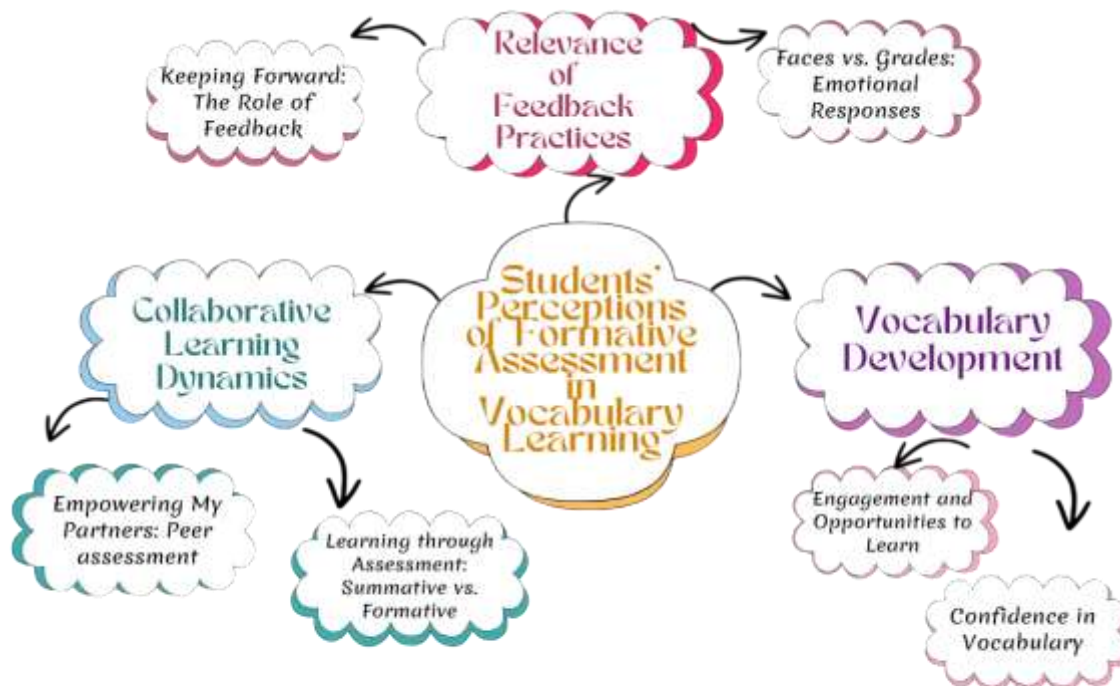 Relevance
of
Feedback
Practices
Keeping Forward:
The Role of
Feedback
Faces vs. Grades:
Emotional
Responses
Students'
Perceptions
of Formative
Assessment
in
Vocabulary
Learning
Collaborative
Learning
Dynamics
Vocabulary
Development
Empowering My
Partners: Peer
assessment
Learning through
Assessment:
Summative vs.
Formative
Engagement and
Opportunities to
Learn
Confidence in
Vocabulary